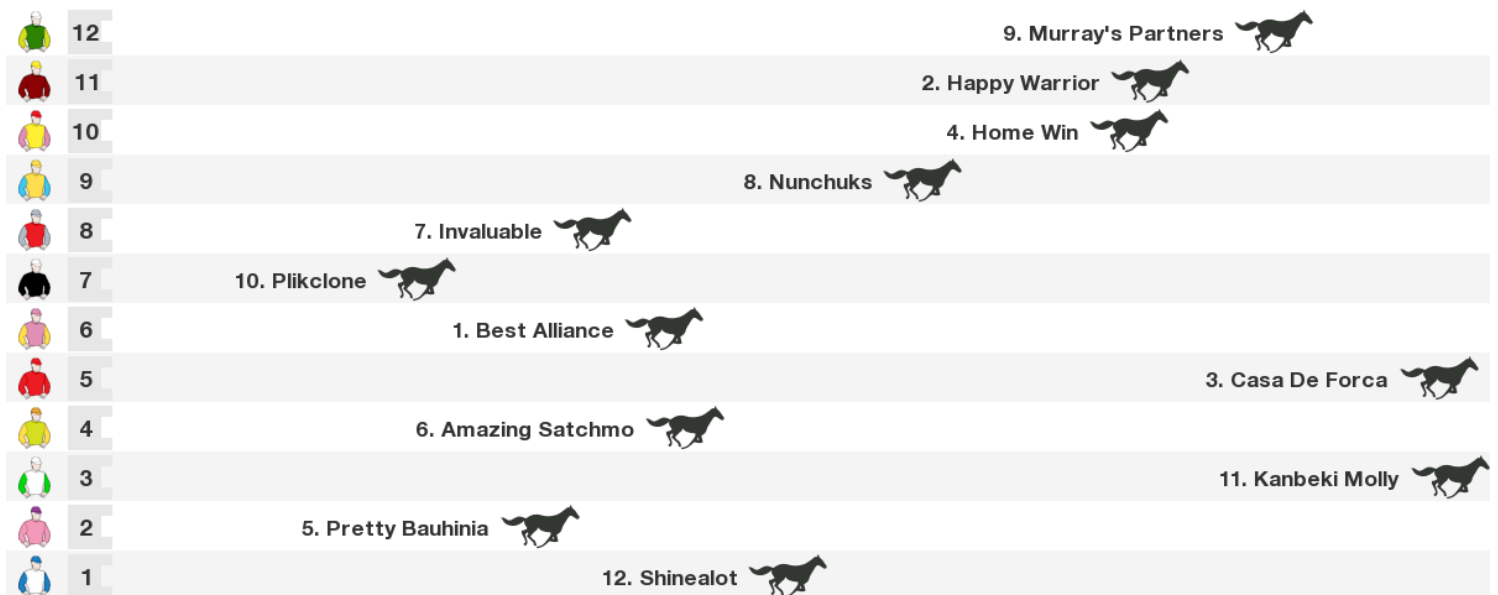 12 9. Murray's Partners
11 2. Happy Warrior
10 4. Home Win
9 8. Nunchuks
8 7. Invaluable
7 10. Plikclone
6 1. Best Alliance
5 3. Casa De Forca
4 6. Amazing Satchmo
3 11. Kanbeki Molly
2 5. Pretty Bauhinia
1 12. Shinealot